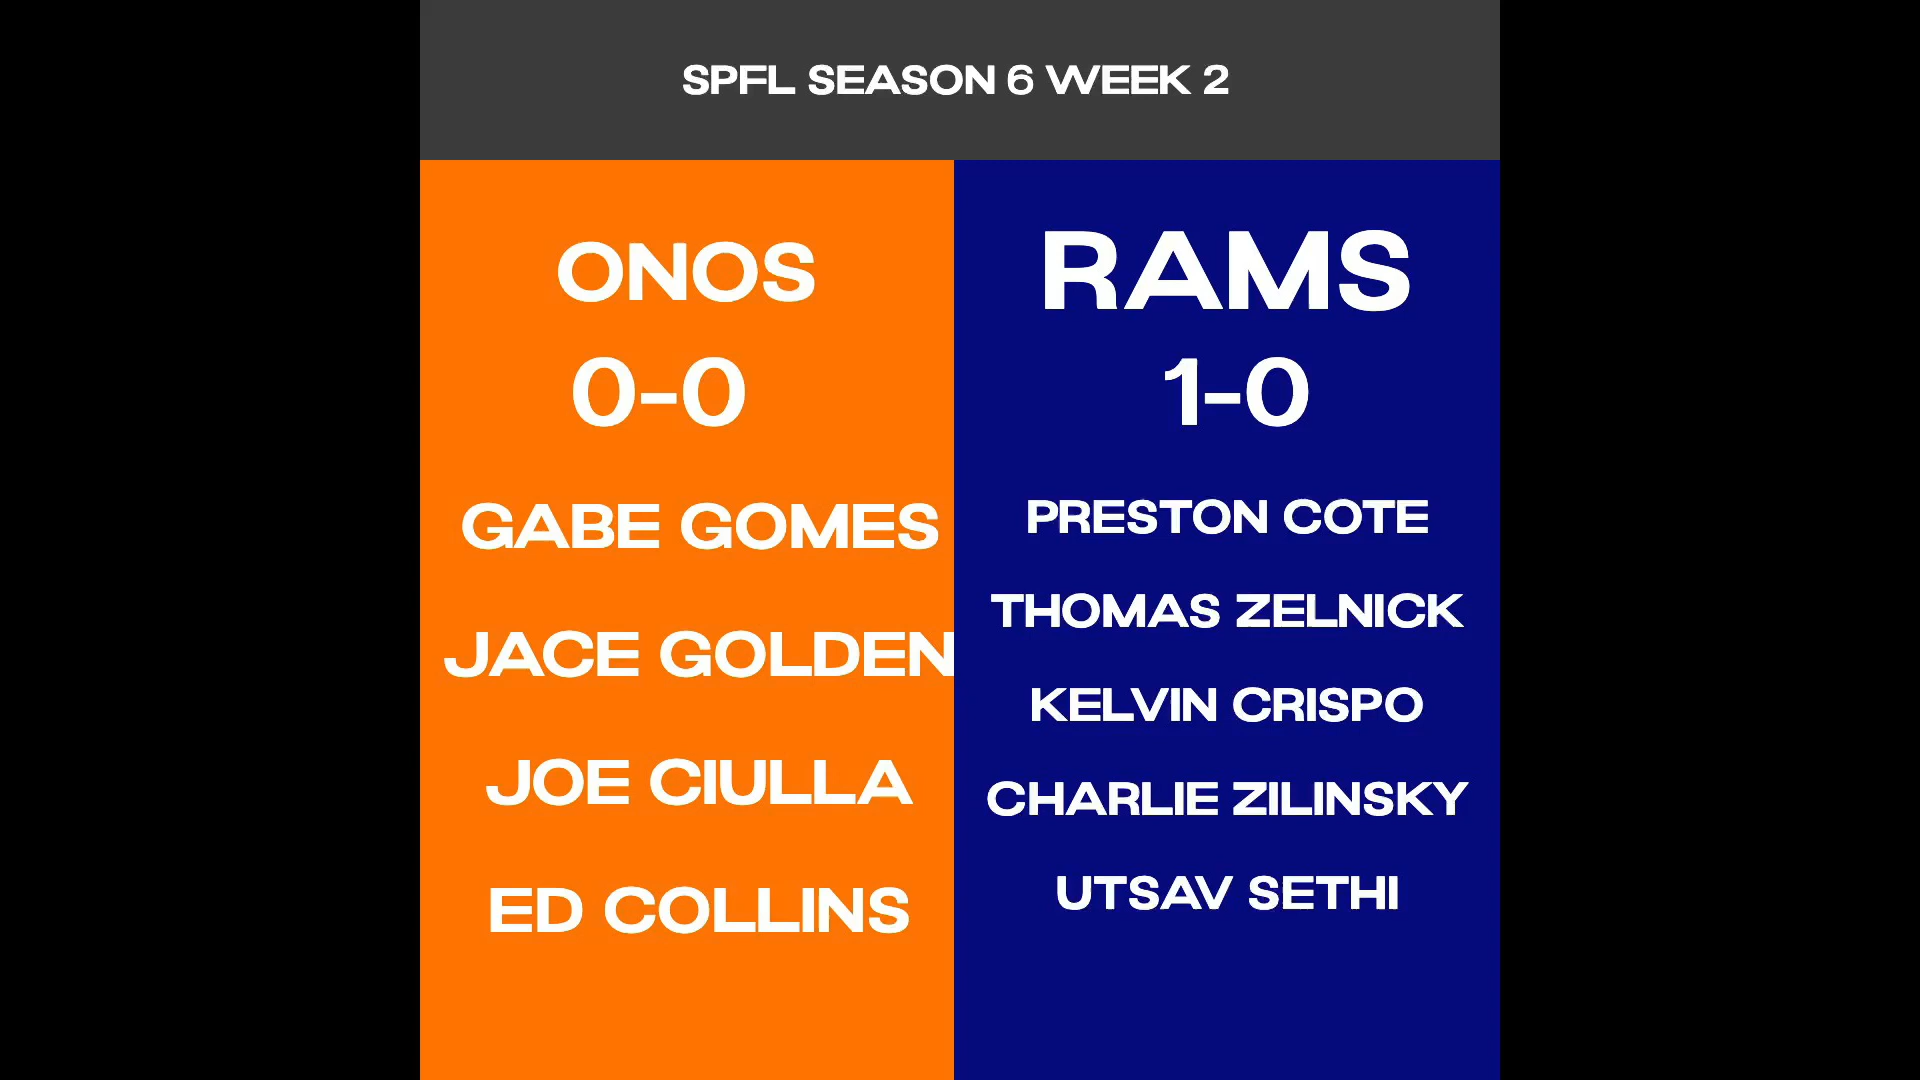 SPFL SEASON 6 WEEK 2
ONOS
0-0
GABE GOMES
JACE GOLDEN
JOE CIULLA
ED COLLINS
RAMS
1-0
PRESTON COTE
THOMAS ZELNICK
KELVIN CRISPO
CHARLIE ZILINSKY
UTSAV SETHI